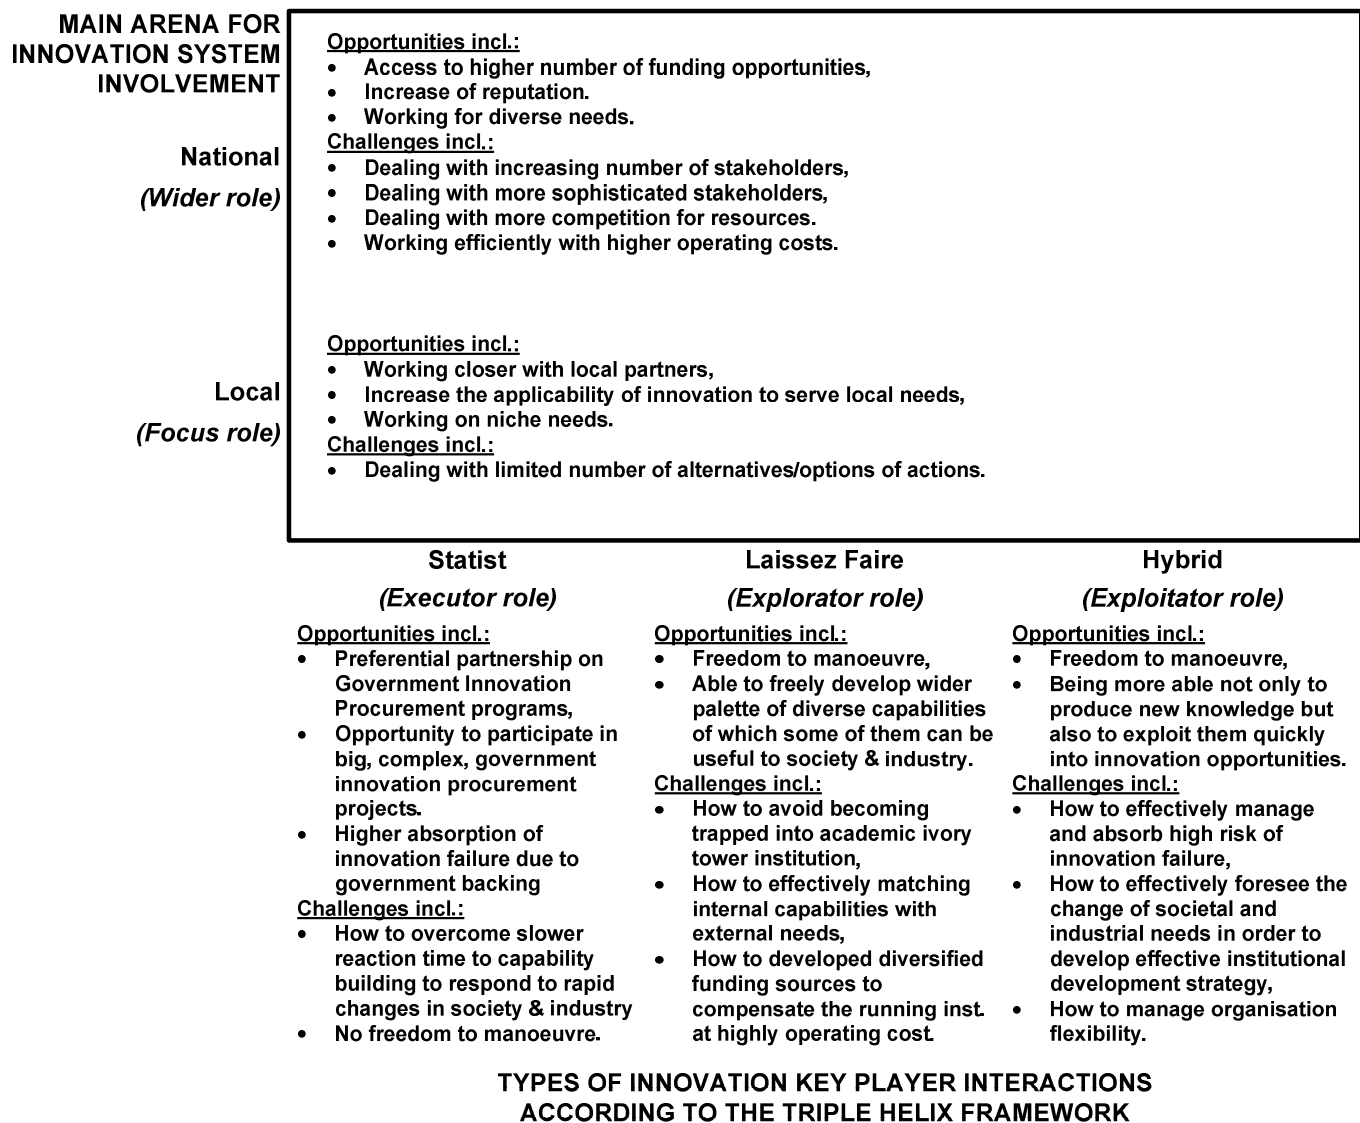 MAIN ARENA FOR
INNOVATION SYSTEM
INVOLVEMENT
National
(Wider role)
Opportunities incl.:
• Access to higher number of funding opportunities,
• Increase of reputation.
• Working for diverse needs.
Challenges incl.:
• Dealing with increasing number of stakeholders,
• Dealing with more sophisticated stakeholders,
• Dealing with more competition for resources.
• Working efficiently with higher operating costs.
Local
(Focus role)
Opportunities incl.:
• Working closer with local partners,
• Increase the applicability of innovation to serve local needs,
• Working on niche needs.
Challenges incl.:
• Dealing with limited number of alternatives/options of actions.
Statist
(Executor role)
Opportunities incl.:
• Preferential partnership on
Government Innovation
Procurement programs,
• Opportunity to participate in
big, complex, government
innovation procurement
projects.
• Higher absorption of
innovation failure due to
government backing
Challenges incl.:
• How to overcome slower
reaction time to capability
building to respond to rapid
changes in society & industry
• No freedom to manoeuvre.
Laissez Faire
(Explorator role)
Opportunities incl.:
• Freedom to manoeuvre,
• Able to freely develop wider
palette of diverse capabilities
of which some of them can be
useful to society & industry.
Challenges incl.:
• How to avoid becoming
trapped into academic ivory
tower institution,
• How to effectively matching
internal capabilities with
external needs,
• How to developed diversified
funding sources to
compensate the running inst.
at highly operating cost.
Hybrid
(Exploitator role)
Opportunities incl.:
• Freedom to manoeuvre,
• Being more able not only to
produce new knowledge but
also to exploit them quickly
into innovation opportunities.
Challenges incl.:
• How to effectively manage
and absorb high risk of
innovation failure,
• How to effectively foresee the
change of societal and
industrial needs in order to
develop effective institutional
development strategy,
• How to manage organisation
flexibility.
TYPES OF INNOVATION KEY PLAYER INTERACTIONS
ACCORDING TO THE TRIPLE HELIX FRAMEWORK